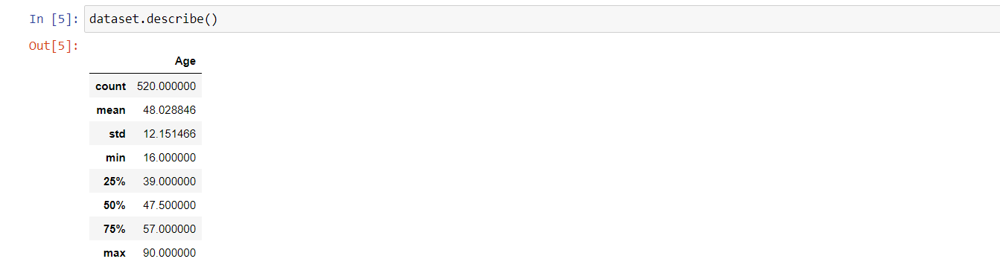 In [5]: dataset.describe()
Out[5]:
Age
count 520.000000
mean 48.028846
std 12.151466
min 16.000000
25% 39.000000
50% 47.500000
75% 57.000000
max 90.000000